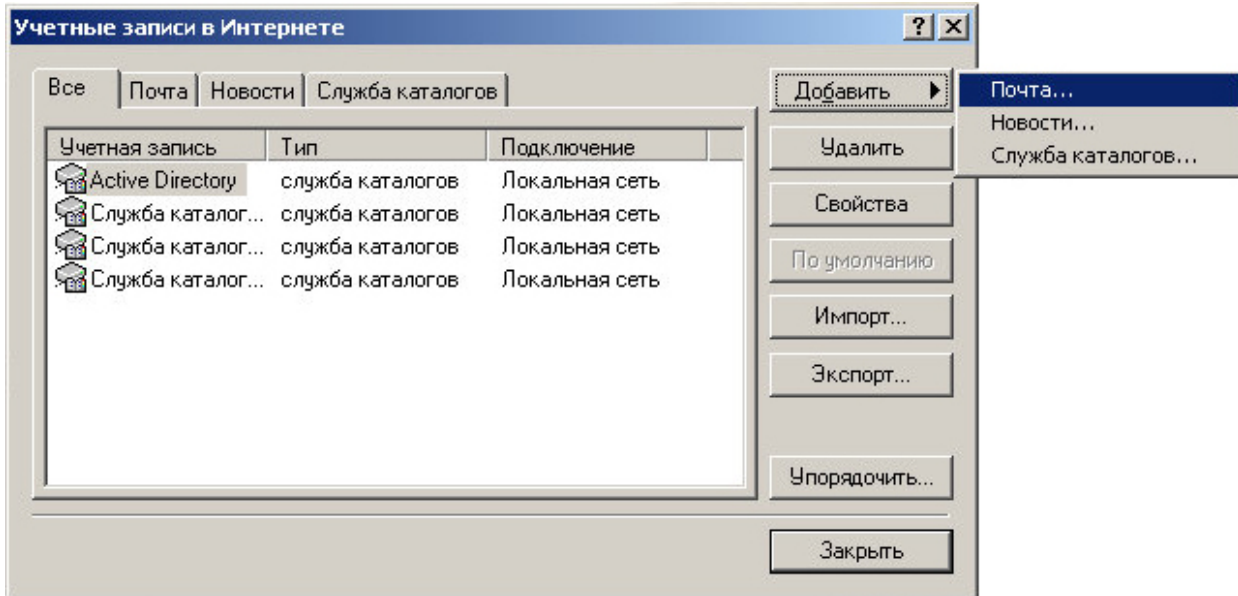 Учетные записи в Интернете
Все Почта Новости Служба каталогов
Учетная запись Тип Подключение
Active Directory служба каталогов Локальная сеть
Служба каталог... служба каталогов Локальная сеть
Служба каталог... служба каталогов Локальная сеть
Служба каталог... служба каталогов Локальная сеть
Добавить
Удалить
Свойства
По умолчанию
Импорт...
Экспорт...
Упорядочить...
Закрыть
Почта...
Новости...
Служба каталогов...